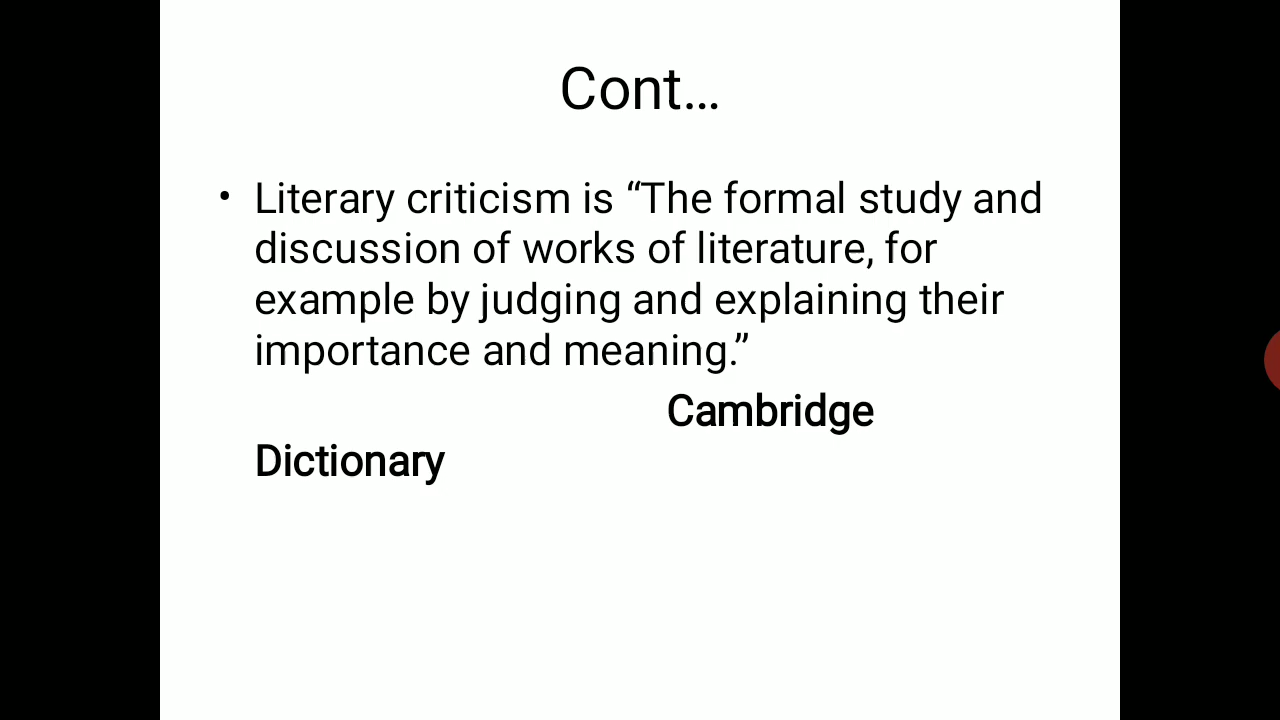 Cont…
• Literary criticism is “The formal study and
discussion of works of literature, for
example by judging and explaining their
importance and meaning.”
Cambridge
Dictionary